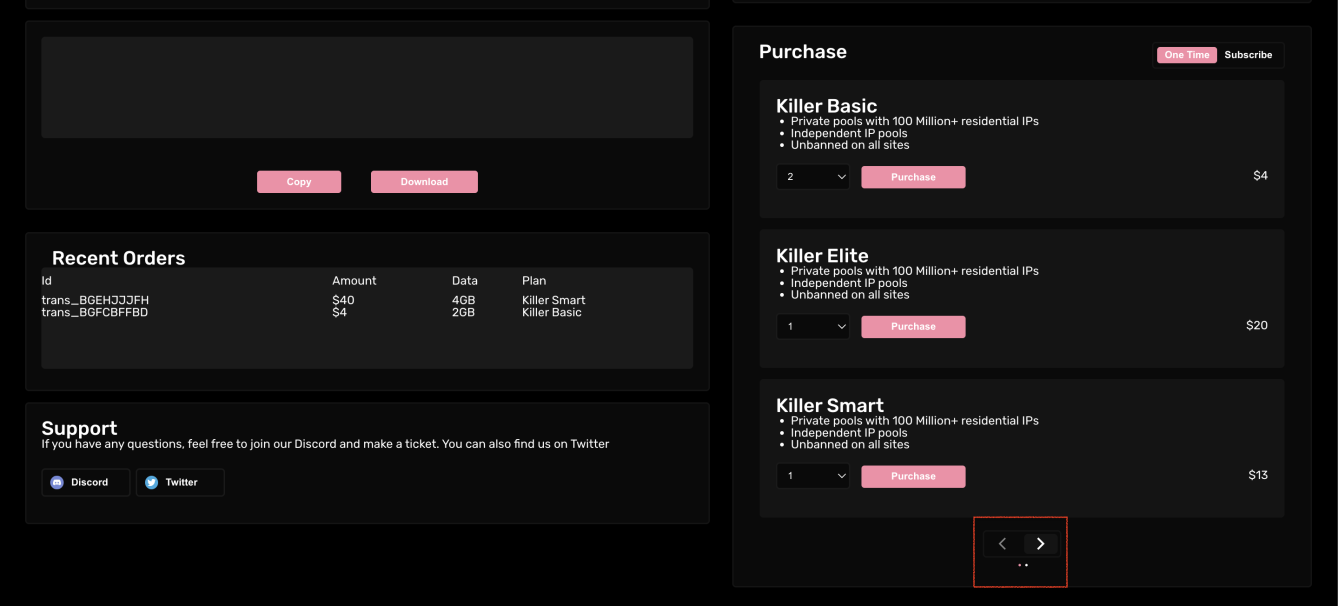 Copy Download
Recent Orders
Id Amount Data Plan
trans_BGEHJJJFH $40 4GB Killer Smart
trans_BGFCBFFBD $4 2GB Killer Basic
Support
If you have any questions, feel free to join our Discord and make a ticket. You can also find us on Twitter
Discord Twitter
Purchase One Time Subscribe
Killer Basic
• Private pools with 100 Million+ residential IPs
• Independent IP pools
• Unbanned on all sites
2 Purchase $4
Killer Elite
• Private pools with 100 Million+ residential IPs
• Independent IP pools
• Unbanned on all sites
1 Purchase $20
Killer Smart
• Private pools with 100 Million+ residential IPs
• Independent IP pools
• Unbanned on all sites
1 Purchase $13